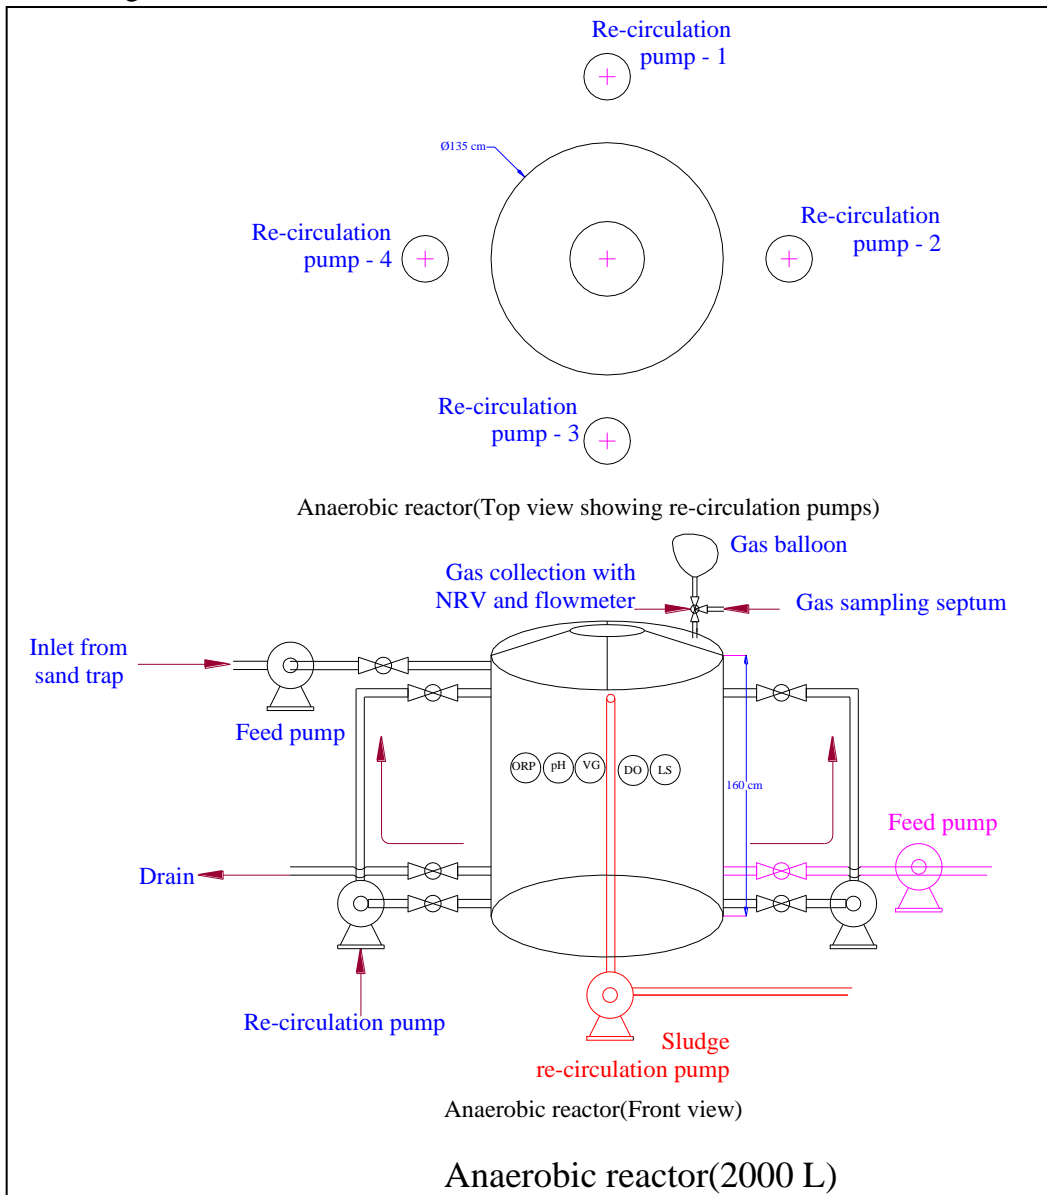 Re-circulation
pump - 1
Ø135 cm
Re-circulation
pump - 4
Re-circulation
pump - 2
Re-circulation
pump - 3
Anaerobic reactor(Top view showing re-circulation pumps)
Gas balloon
Gas collection with
NRV and flowmeter
Gas sampling septum
Inlet from
sand trap
Feed pump
ORP pH VG DO LS
160 cm
Feed pump
Drain
Re-circulation pump
Sludge
re-circulation pump
Anaerobic reactor(Front view)
Anaerobic reactor(2000 L)